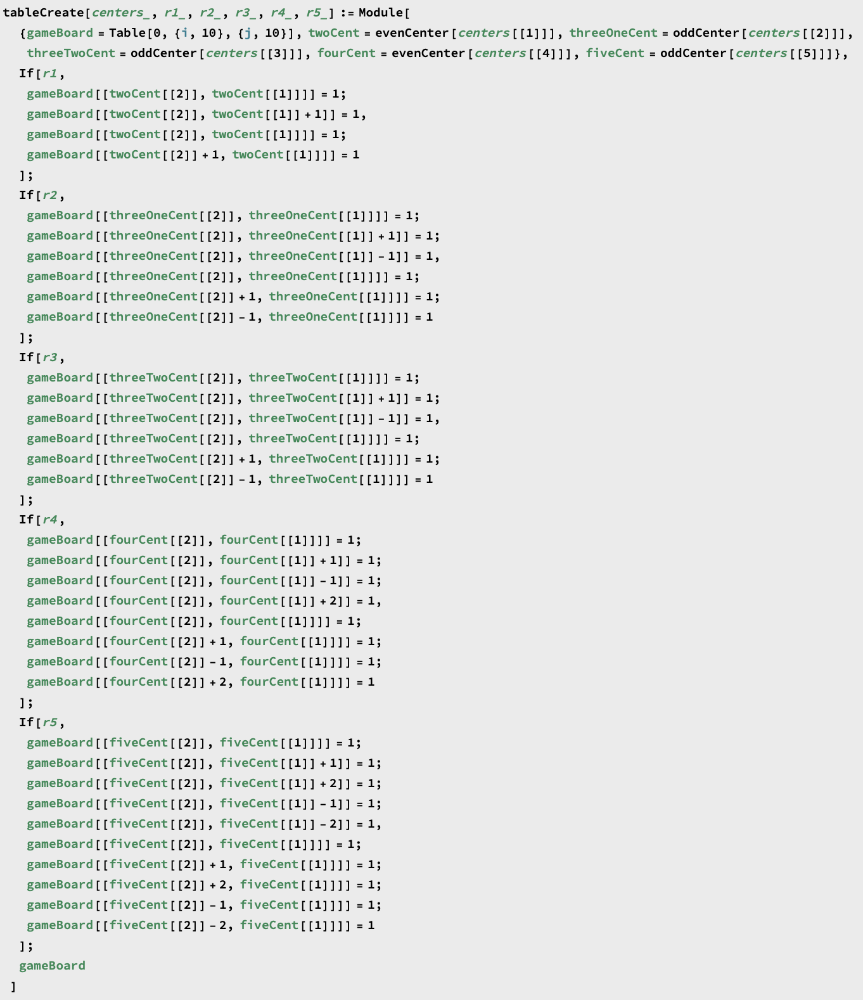 tableCreate[centers_, r1_, r2_, r3_, r4_, r5_] := Module[
{gameBoard = Table[0, {i, 10}, {j, 10}], twoCent = evenCenter[centers[[1]]], threeOneCent = oddCenter[centers[[2]]],
threeTwoCent = oddCenter[centers[[3]]], fourCent = evenCenter[centers[[4]]], fiveCent = oddCenter[centers[[5]]]},
If[r1,
gameBoard[[twoCent[[2]], twoCent[[1]]]] = 1;
gameBoard[[twoCent[[2]], twoCent[[1]] + 1]] = 1,
gameBoard[[twoCent[[2]], twoCent[[1]]]] = 1;
gameBoard[[twoCent[[2]] + 1, twoCent[[1]]]] = 1
];
If[r2,
gameBoard[[threeOneCent[[2]], threeOneCent[[1]]]] = 1;
gameBoard[[threeOneCent[[2]], threeOneCent[[1]] + 1]] = 1;
gameBoard[[threeOneCent[[2]], threeOneCent[[1]] - 1]] = 1,
gameBoard[[threeOneCent[[2]], threeOneCent[[1]]]] = 1;
gameBoard[[threeOneCent[[2]] + 1, threeOneCent[[1]]]] = 1;
gameBoard[[threeOneCent[[2]] - 1, threeOneCent[[1]]]] = 1
];
If[r3,
gameBoard[[threeTwoCent[[2]], threeTwoCent[[1]]]] = 1;
gameBoard[[threeTwoCent[[2]], threeTwoCent[[1]] + 1]] = 1;
gameBoard[[threeTwoCent[[2]], threeTwoCent[[1]] - 1]] = 1,
gameBoard[[threeTwoCent[[2]], threeTwoCent[[1]]]] = 1;
gameBoard[[threeTwoCent[[2]] + 1, threeTwoCent[[1]]]] = 1;
gameBoard[[threeTwoCent[[2]] - 1, threeTwoCent[[1]]]] = 1
];
If[r4,
gameBoard[[fourCent[[2]], fourCent[[1]]]] = 1;
gameBoard[[fourCent[[2]], fourCent[[1]] + 1]] = 1;
gameBoard[[fourCent[[2]], fourCent[[1]] - 1]] = 1;
gameBoard[[fourCent[[2]], fourCent[[1]] + 2]] = 1,
gameBoard[[fourCent[[2]], fourCent[[1]]]] = 1;
gameBoard[[fourCent[[2]] + 1, fourCent[[1]]]] = 1;
gameBoard[[fourCent[[2]] - 1, fourCent[[1]]]] = 1;
gameBoard[[fourCent[[2]] + 2, fourCent[[1]]]] = 1
];
If[r5,
gameBoard[[fiveCent[[2]], fiveCent[[1]]]] = 1;
gameBoard[[fiveCent[[2]], fiveCent[[1]] + 1]] = 1;
gameBoard[[fiveCent[[2]], fiveCent[[1]] + 2]] = 1;
gameBoard[[fiveCent[[2]], fiveCent[[1]] - 1]] = 1;
gameBoard[[fiveCent[[2]], fiveCent[[1]] - 2]] = 1,
gameBoard[[fiveCent[[2]], fiveCent[[1]]]] = 1;
gameBoard[[fiveCent[[2]] + 1, fiveCent[[1]]]] = 1;
gameBoard[[fiveCent[[2]] + 2, fiveCent[[1]]]] = 1;
gameBoard[[fiveCent[[2]] - 1, fiveCent[[1]]]] = 1;
gameBoard[[fiveCent[[2]] - 2, fiveCent[[1]]]] = 1
];
gameBoard
]